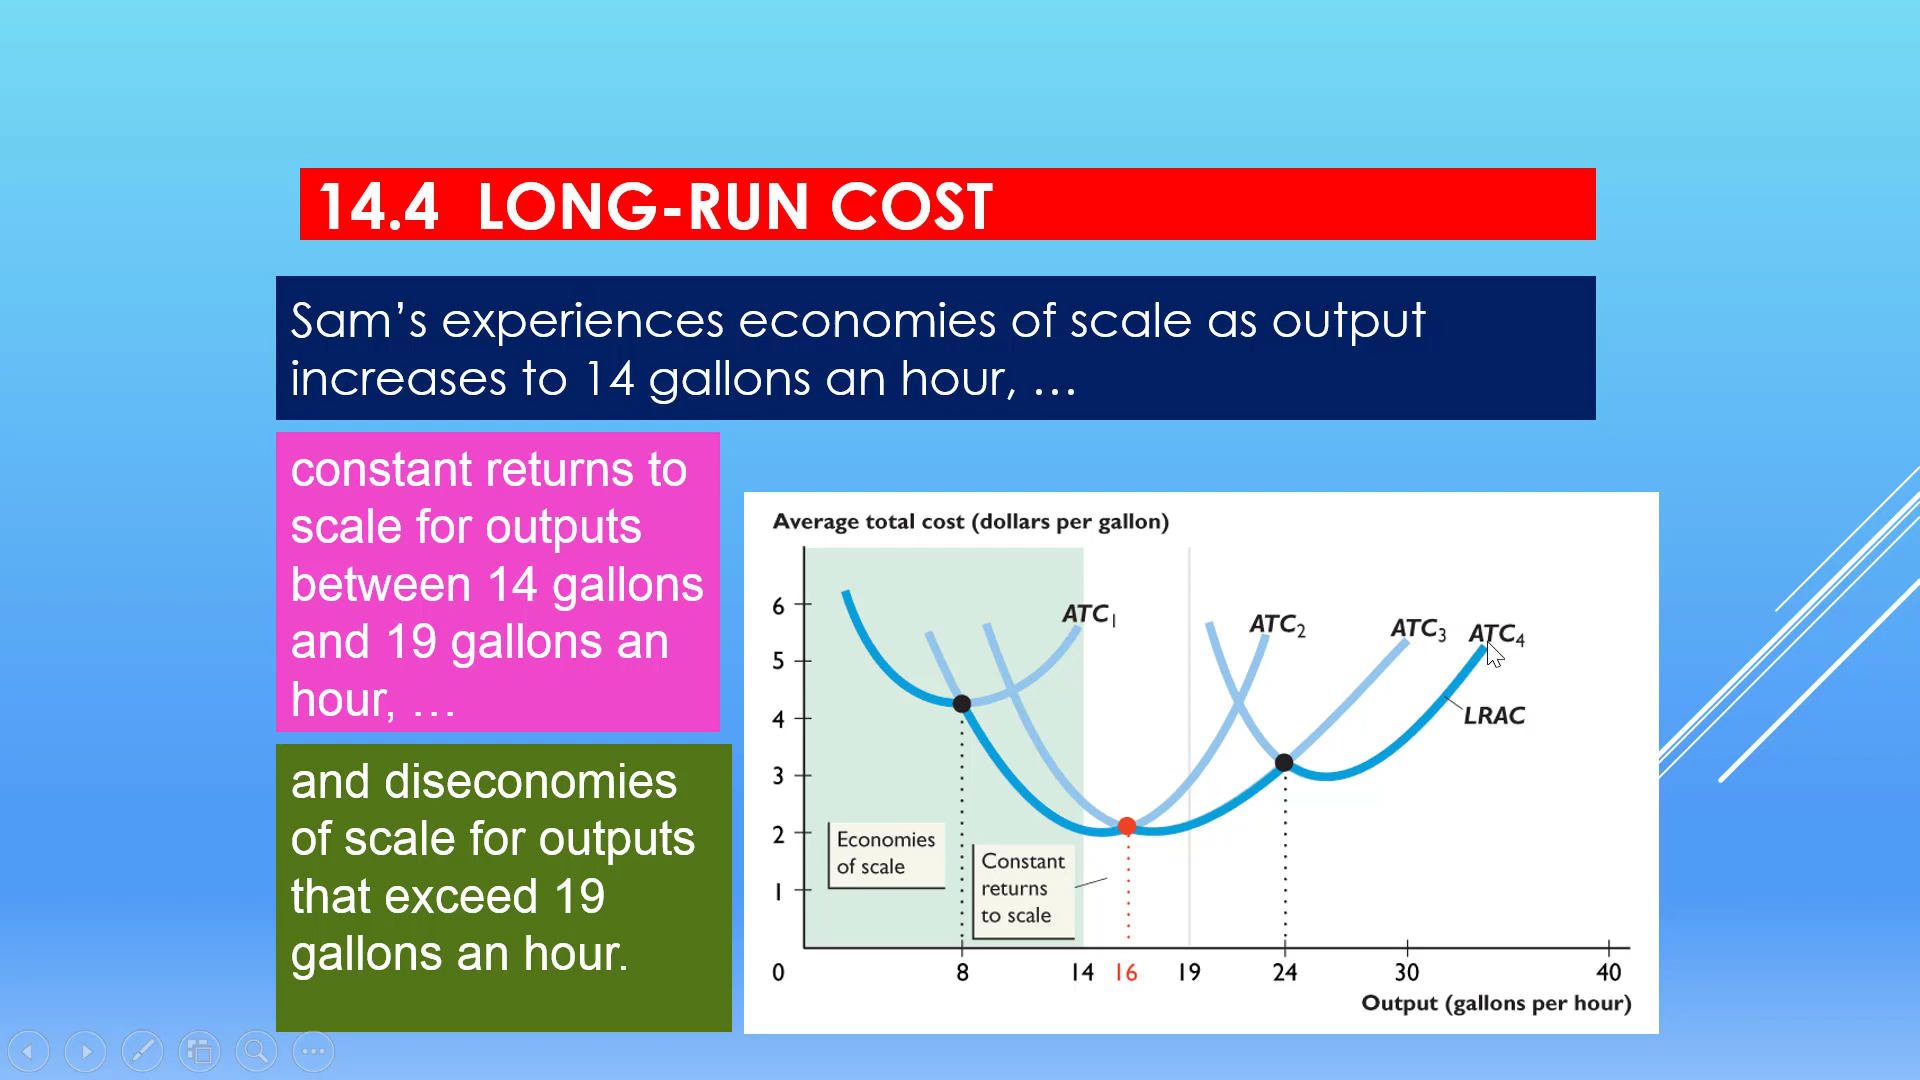 14.4 LONG-RUN COST
Sam’s experiences economies of scale as output
increases to 14 gallons an hour, …
constant returns to
scale for outputs
between 14 gallons
and 19 gallons an
hour, …
and diseconomies
of scale for outputs
that exceed 19
gallons an hour.
Average total cost (dollars per gallon)
6
5
4
3
2
1
ATC1
ATC2
ATC3
ATC4
LRAC
Economies
of scale
Constant
returns
to scale
0 8 14 16 19 24 30 40
Output (gallons per hour)